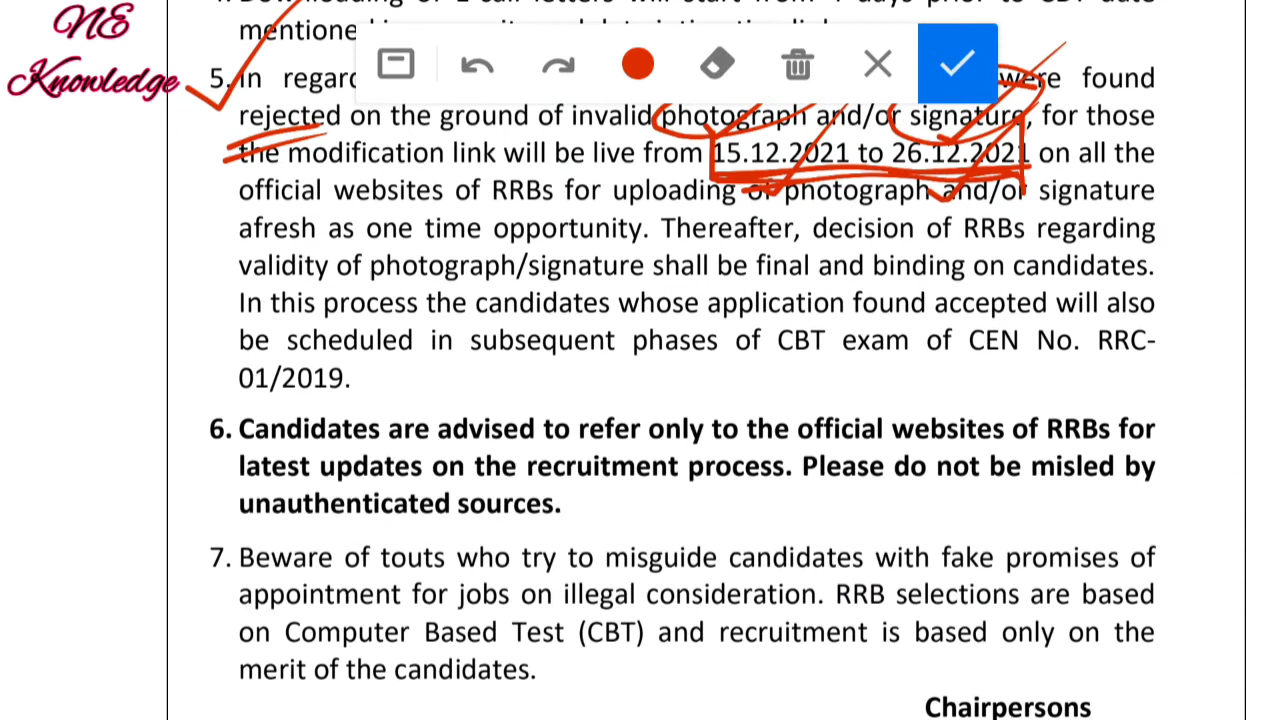 NE
Knowledge
mentione
5. In regard were found
rejected on the ground of invalid photograph and/or signature, for those
the modification link will be live from 15.12.2021 to 26.12.2021 on all the
official websites of RRBs for uploading of photograph and/or signature
afresh as one time opportunity. Thereafter, decision of RRBs regarding
validity of photograph/signature shall be final and binding on candidates.
In this process the candidates whose application found accepted will also
be scheduled in subsequent phases of CBT exam of CEN No. RRC-
01/2019.
6. Candidates are advised to refer only to the official websites of RRBs for
latest updates on the recruitment process. Please do not be misled by
unauthenticated sources.
7. Beware of touts who try to misguide candidates with fake promises of
appointment for jobs on illegal consideration. RRB selections are based
on Computer Based Test (CBT) and recruitment is based only on the
merit of the candidates.
Chairpersons